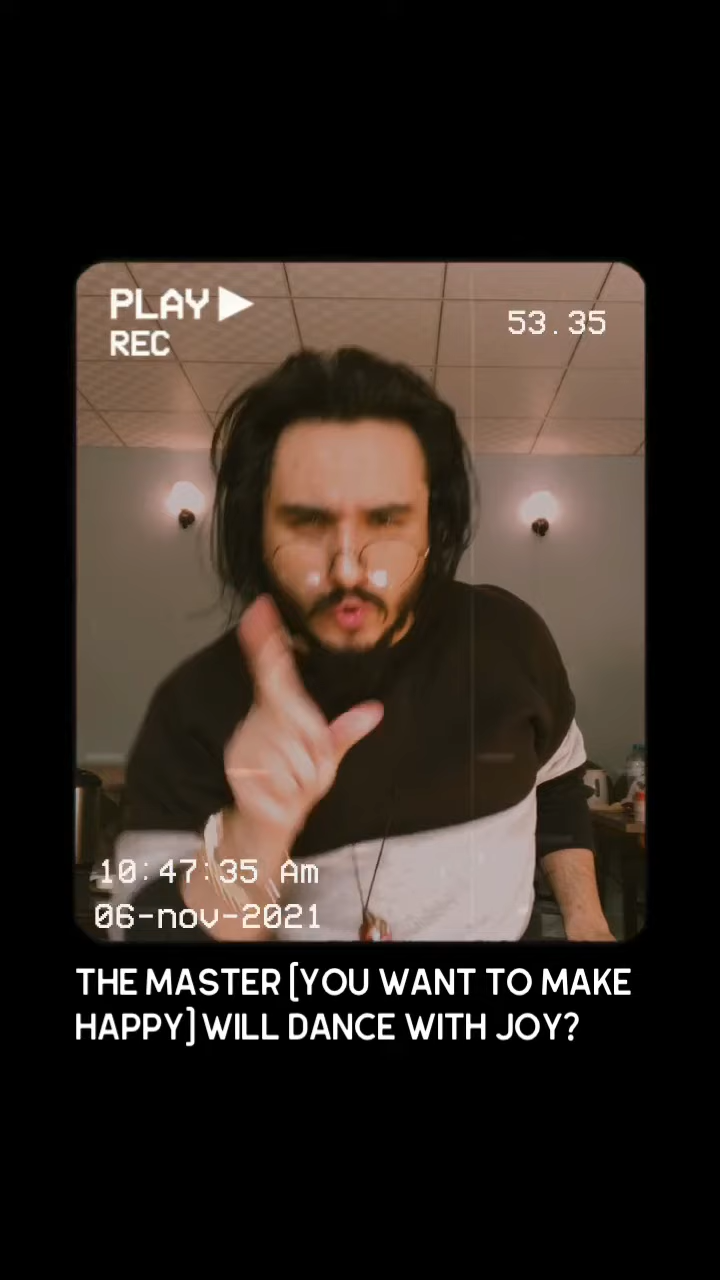 PLAY
53.35
REC
10:47:35 Am
06-nov-2021
THE MASTER [YOU WANT TO MAKE
HAPPY] WILL DANCE WITH JOY?